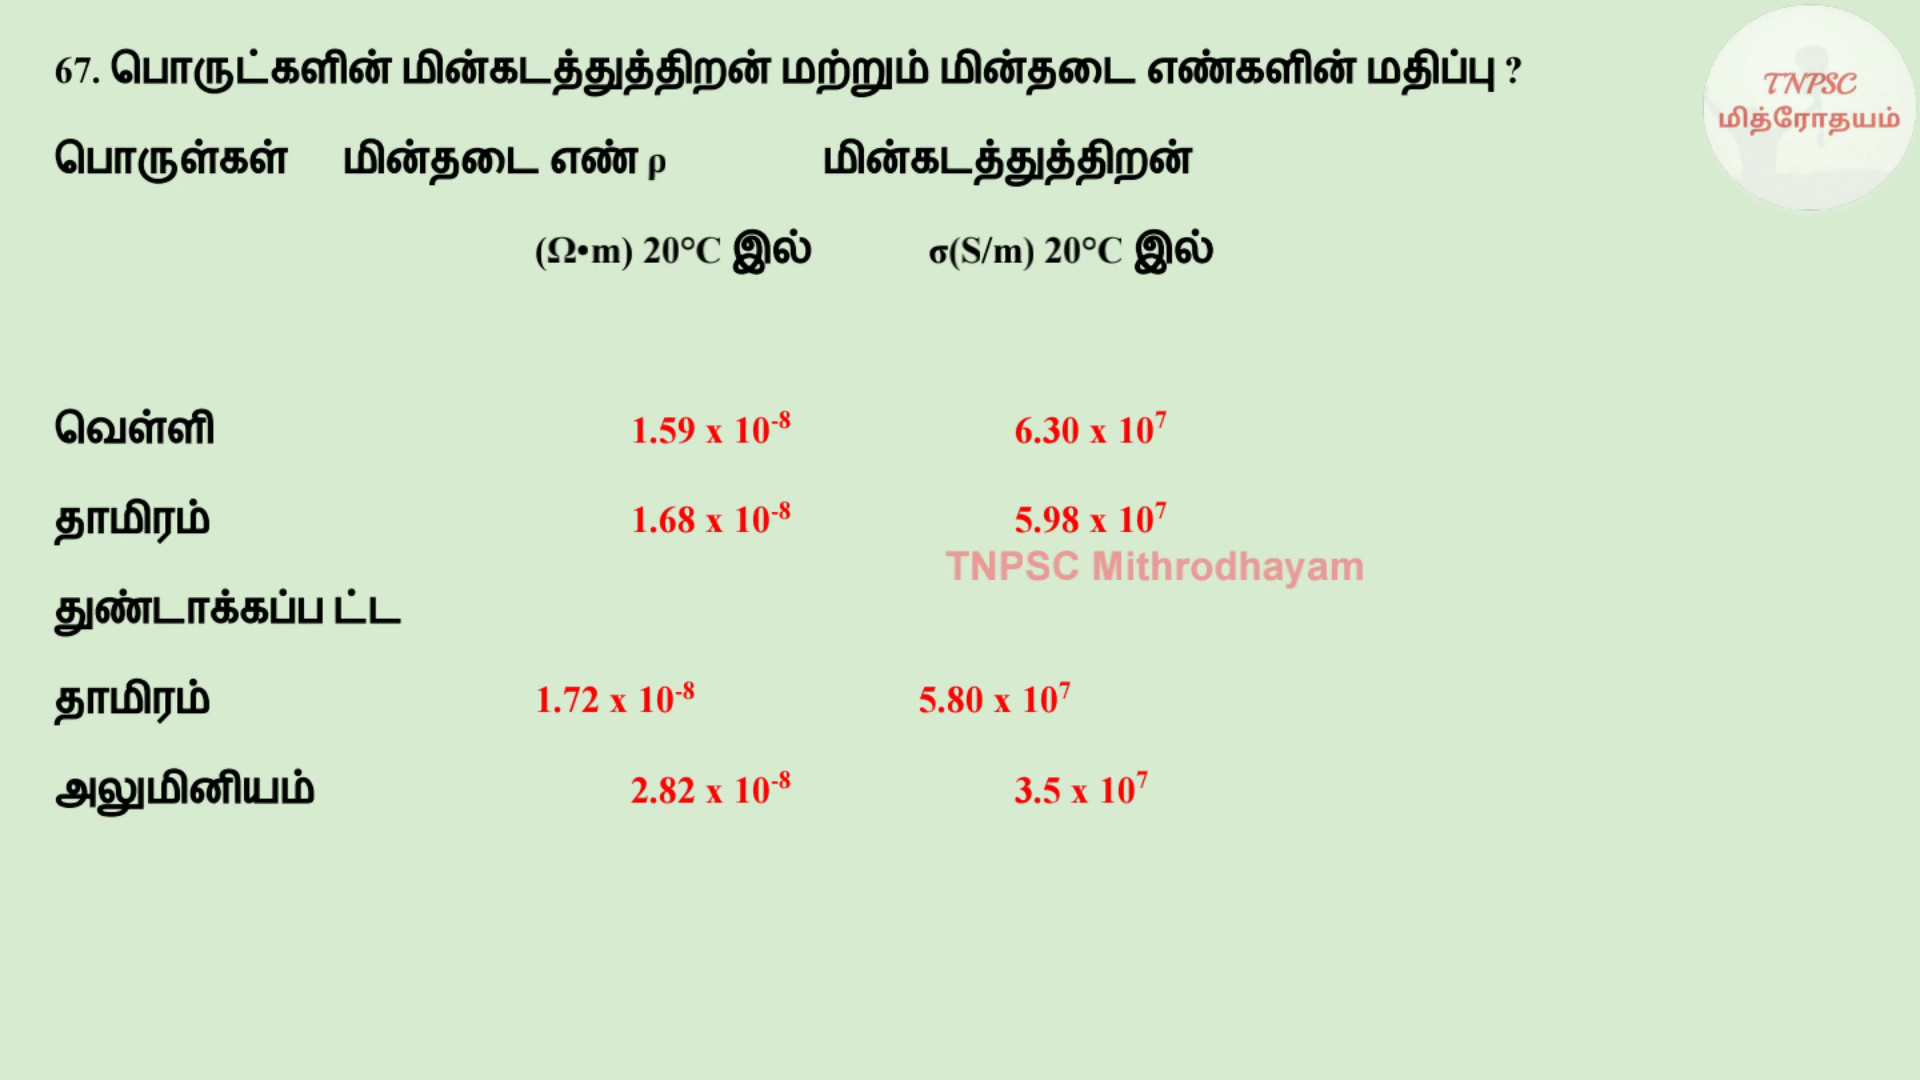 67. பொருட்களின் மின்கடத்துத்திறன் மற்றும் மின்தடை எண்களின் மதிப்பு ?
TNPSC
மித்ரோதயம்
பொருள்கள் மின்தடை எண் ρ மின்கடத்துத்திறன்
(Ω•m) 20°C இல் σ(S/m) 20°C இல்
வெள்ளி 1.59 x 10⁻⁸ 6.30 x 10⁷
தாமிரம் 1.68 x 10⁻⁸ 5.98 x 10⁷
TNPSC Mithrodhayam
துண்டாக்கப்ப ட்ட
தாமிரம் 1.72 x 10⁻⁸ 5.80 x 10⁷
அலுமினியம் 2.82 x 10⁻⁸ 3.5 x 10⁷